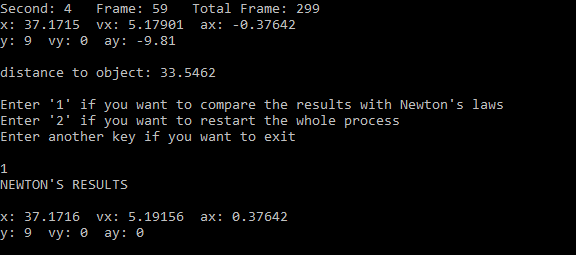 Second: 4   Frame: 59   Total Frame: 299
x: 37.1715  vx: 5.17901  ax: -0.37642
y: 9  vy: 0  ay: -9.81
distance to object: 33.5462
Enter '1' if you want to compare the results with Newton's laws
Enter '2' if you want to restart the whole process
Enter another key if you want to exit
1
NEWTON'S RESULTS
x: 37.1716  vx: 5.19156  ax: 0.37642
y: 9  vy: 0  ay: 0